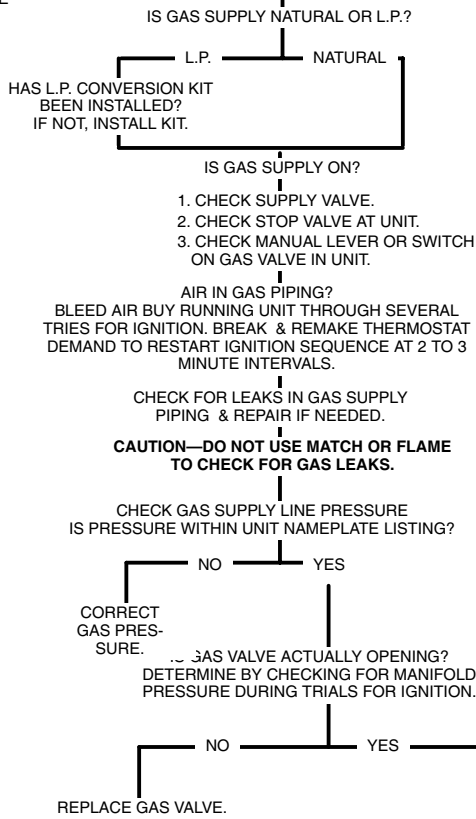 E
IS GAS SUPPLY NATURAL OR L.P.?
L.P.
NATURAL
HAS L.P. CONVERSION KIT
BEEN INSTALLED?
IF NOT, INSTALL KIT.
IS GAS SUPPLY ON?
1. CHECK SUPPLY VALVE.
2. CHECK STOP VALVE AT UNIT.
3. CHECK MANUAL LEVER OR SWITCH
ON GAS VALVE IN UNIT.
AIR IN GAS PIPING?
BLEED AIR BUY RUNNING UNIT THROUGH SEVERAL
TRIES FOR IGNITION. BREAK & REMAKE THERMOSTAT
DEMAND TO RESTART IGNITION SEQUENCE AT 2 TO 3
MINUTE INTERVALS.
CHECK FOR LEAKS IN GAS SUPPLY
PIPING & REPAIR IF NEEDED.
CAUTION—DO NOT USE MATCH OR FLAME
TO CHECK FOR GAS LEAKS.
CHECK GAS SUPPLY LINE PRESSURE
IS PRESSURE WITHIN UNIT NAMEPLATE LISTING?
NO
YES
CORRECT
GAS PRES-
SURE.
IS GAS VALVE ACTUALLY OPENING?
DETERMINE BY CHECKING FOR MANIFOLD
PRESSURE DURING TRIALS FOR IGNITION.
NO
YES
REPLACE GAS VALVE.